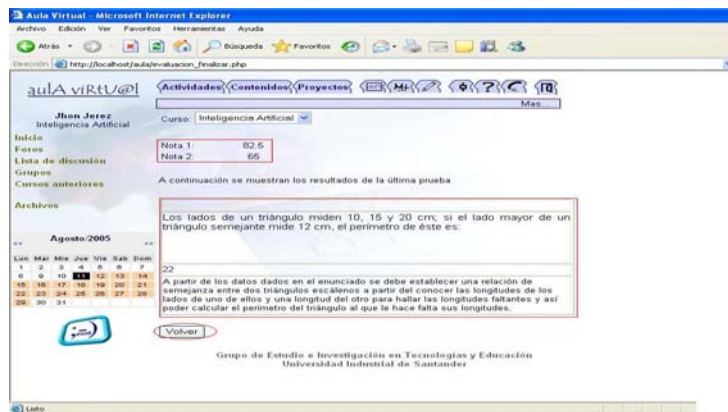 Aula Virtual - Microsoft Internet Explorer
Archivo Edición Ver Favoritos Herramientas Ayuda
Atrás Búsqueda Favoritos
Dirección http://localhost/aula/evaluacion_finalizar.php
aulA viRtU@l
Actividades Contenidos Proyectos
Mas...
Jhon Jerez
Inteligencia Artificial
Curso: Inteligencia Artificial
Inicio
Foros
Lista de discusión
Grupos
Cursos anteriores
Archivos
Nota 1: 82.5
Nota 2: 65
A continuación se muestran los resultados de la última prueba
Los lados de un triángulo miden 10, 15 y 20 cm; si el lado mayor de un
triángulo semejante mide 12 cm, el perímetro de éste es:
22
A partir de los datos dados en el enunciado se debe establecer una relación de
semejanza entre dos triángulos escálenos a partir del conocer las longitudes de los
lados de uno de ellos y una longitud del otro para hallar las longitudes faltantes y así
poder calcular el perímetro del triángulo al que le hace falta sus longitudes.
Volver
<< Agosto/2005 >>
Lun Mar Mie Jue Vie Sab Dom
1 2 3 4 5 6 7
8 9 10 11 12 13 14
15 16 17 18 19 20 21
22 23 24 25 26 27 28
29 30 31
Grupo de Estudio e Investigación en Tecnologías y Educación
Universidad Industrial de Santander
Listo